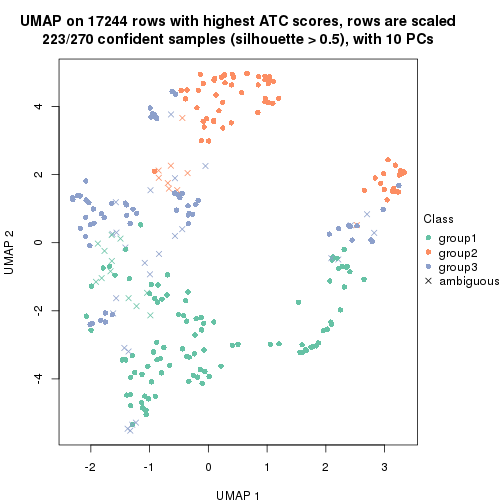 UMAP on 17244 rows with highest ATC scores, rows are scaled
223/270 confident samples (silhouette > 0.5), with 10 PCs
4
2
0
-2
-4
UMAP 2
-2
-1
0
1
2
3
UMAP 1
Class
group1
group2
group3
ambiguous